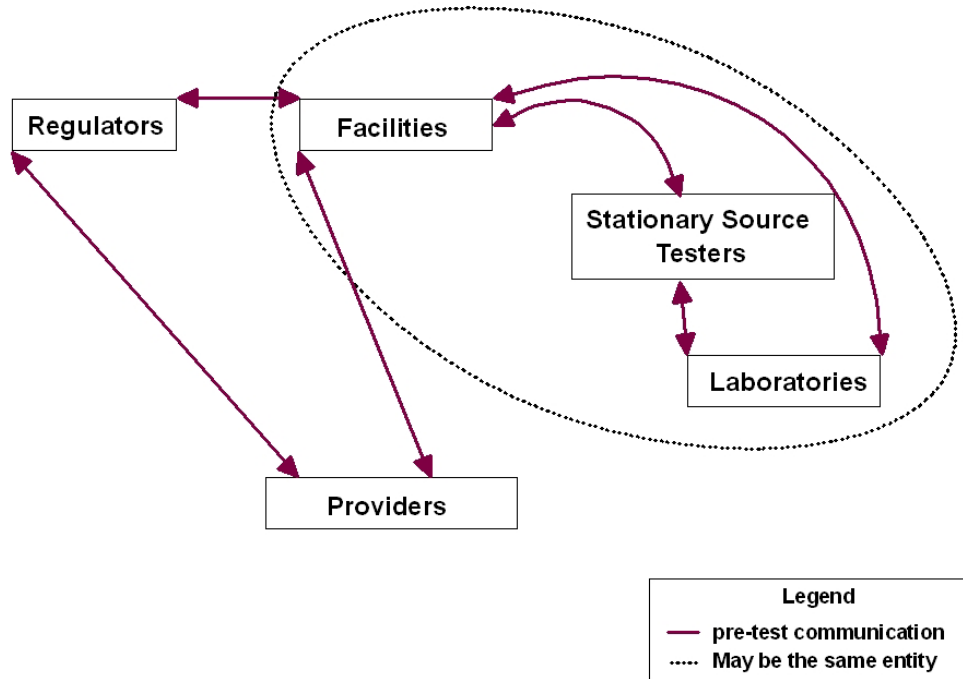 Regulators
Facilities
Stationary Source
Testers
Laboratories
Providers
Legend
pre-test communication
May be the same entity